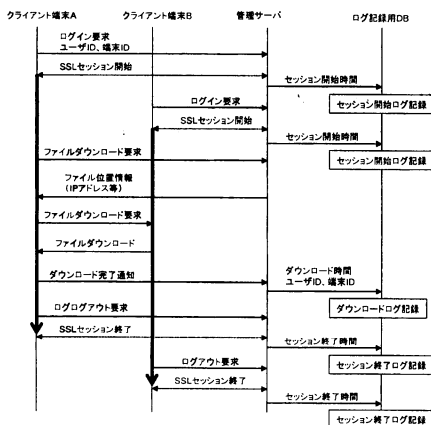 クライアント端末A
クライアント端末B
管理サーバ
ログ記録用DB
ログイン要求
ユーザID、端末ID
SSLセッション開始
セッション開始時間
ログイン要求
セッション開始ログ記録
SSLセッション開始
セッション開始時間
ファイルダウンロード要求
セッション開始ログ記録
ファイル位置情報
(IPアドレス等)
ファイルダウンロード要求
ファイルダウンロード
ダウンロード完了通知
ダウンロード時間
ユーザID、端末ID
ログログアウト要求
ダウンロードログ記録
SSLセッション終了
セッション終了時間
ログアウト要求
セッション終了ログ記録
SSLセッション終了
セッション終了時間
セッション終了ログ記録